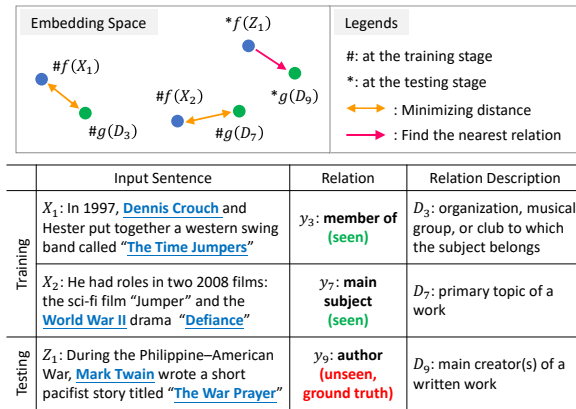 Embedding Space
Legends
*f(Z₁)
#: at the training stage
#f(X₁)
*: at the testing stage
*g(D₉)
#f(X₂)
: Minimizing distance
#g(D₃)
#g(D₇)
: Find the nearest relation
Input Sentence
Relation
Relation Description
Training
X₁: In 1997, Dennis Crouch and
Hester put together a western swing
band called “The Time Jumpers”
y₃: member of
(seen)
D₃: organization, musical
group, or club to which
the subject belongs
X₂: He had roles in two 2008 films:
the sci-fi film “Jumper” and the
World War II drama “Defiance”
y₇: main
subject
(seen)
D₇: primary topic of a
work
Testing
Z₁: During the Philippine–American
War, Mark Twain wrote a short
pacifist story titled “The War Prayer”
y₉: author
(unseen,
ground truth)
D₉: main creator(s) of a
written work